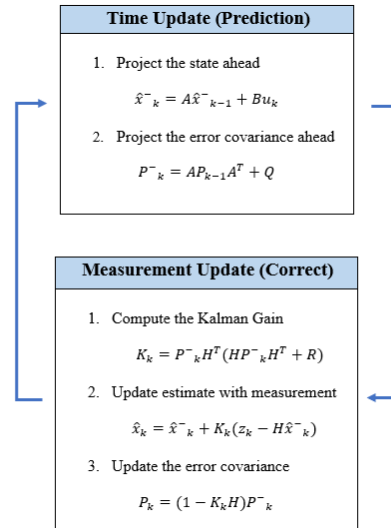 Time Update (Prediction)
1. Project the state ahead
x̂⁻ₖ = Ax̂⁻ₖ₋₁ + Buₖ
2. Project the error covariance ahead
P⁻ₖ = APₖ₋₁Aᵀ + Q
Measurement Update (Correct)
1. Compute the Kalman Gain
Kₖ = P⁻ₖHᵀ(HP⁻ₖHᵀ + R)
2. Update estimate with measurement
x̂ₖ = x̂⁻ₖ + Kₖ(zₖ − Hx̂⁻ₖ)
3. Update the error covariance
Pₖ = (1 − KₖH)P⁻ₖ